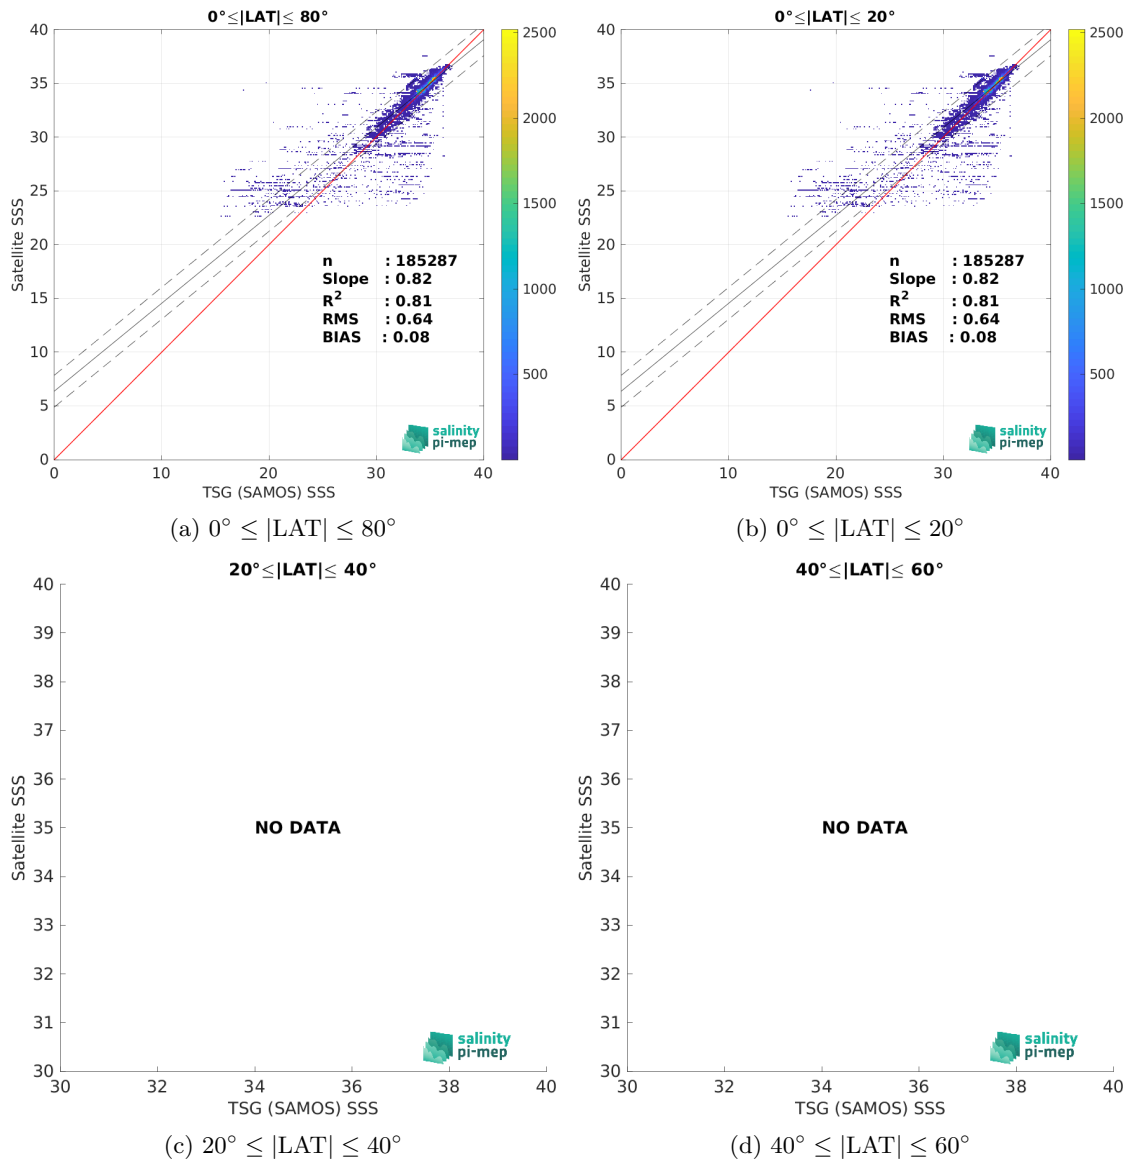 0°≤|LAT|≤ 80°
40
35
30
25
20
15
10
5
0
0
10
20
30
40
Satellite SSS
TSG (SAMOS) SSS
n : 185287
Slope : 0.82
R² : 0.81
RMS : 0.64
BIAS : 0.08
salinity
pi-mep
2500
2000
1500
1000
500
(a) 0° ≤ |LAT| ≤ 80°
0°≤|LAT|≤ 20°
40
35
30
25
20
15
10
5
0
0
10
20
30
40
Satellite SSS
TSG (SAMOS) SSS
n : 185287
Slope : 0.82
R² : 0.81
RMS : 0.64
BIAS : 0.08
salinity
pi-mep
2500
2000
1500
1000
500
(b) 0° ≤ |LAT| ≤ 20°
20°≤|LAT|≤ 40°
40
39
38
37
36
35
34
33
32
31
30
30
32
34
36
38
40
Satellite SSS
NO DATA
salinity
pi-mep
TSG (SAMOS) SSS
(c) 20° ≤ |LAT| ≤ 40°
40°≤|LAT|≤ 60°
40
39
38
37
36
35
34
33
32
31
30
30
32
34
36
38
40
Satellite SSS
NO DATA
salinity
pi-mep
TSG (SAMOS) SSS
(d) 40° ≤ |LAT| ≤ 60°